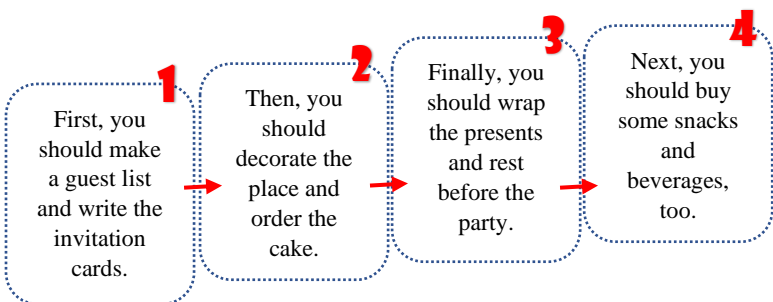 1
First, you
should make
a guest list
and write the
invitation
cards.
2
Then, you
should
decorate the
place and
order the
cake.
3
Finally, you
should wrap
the presents
and rest
before the
party.
4
Next, you
should buy
some snacks
and
beverages,
too.